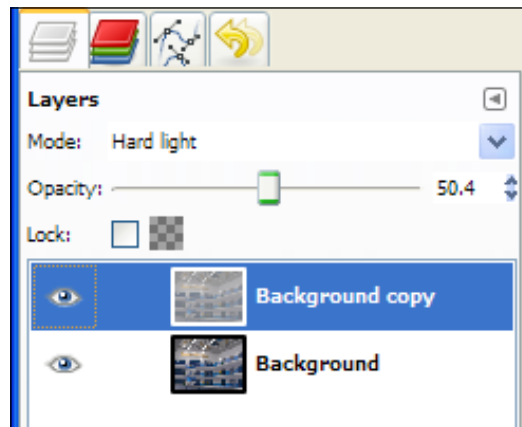 Layers
Mode: Hard light
Opacity: 50.4
Lock:
Background copy
Background